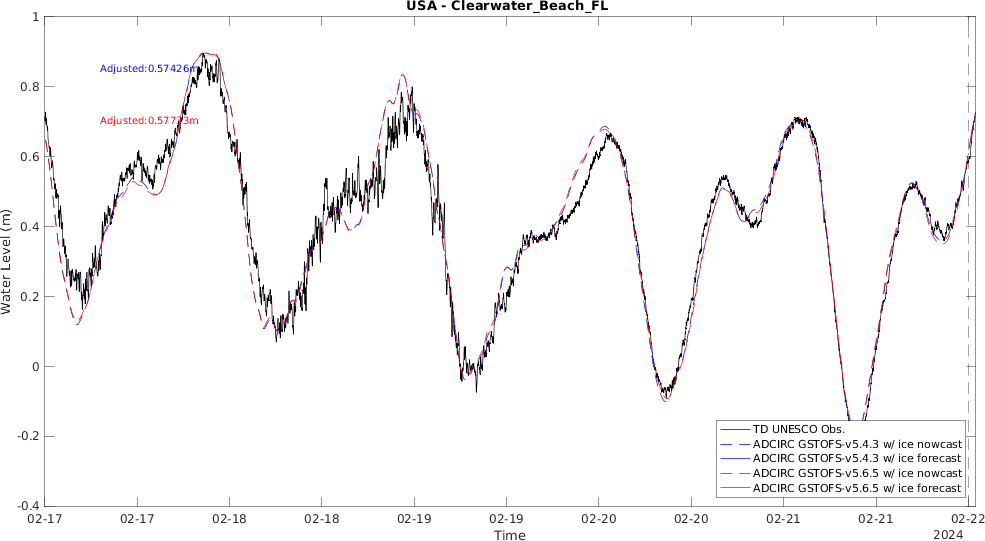 USA - Clearwater_Beach_FL
1
0.8
0.6
0.4
0.2
0
-0.2
-0.4
Water Level (m)
Adjusted:0.57426m
Adjusted:0.57723m
TD UNESCO Obs.
ADCIRC GSTOFS-v5.4.3 w/ ice nowcast
ADCIRC GSTOFS-v5.4.3 w/ ice forecast
ADCIRC GSTOFS-v5.6.5 w/ ice nowcast
ADCIRC GSTOFS-v5.6.5 w/ ice forecast
02-17 02-17 02-18 02-18 02-19 02-19 02-20 02-20 02-21 02-21 02-22
Time
2024